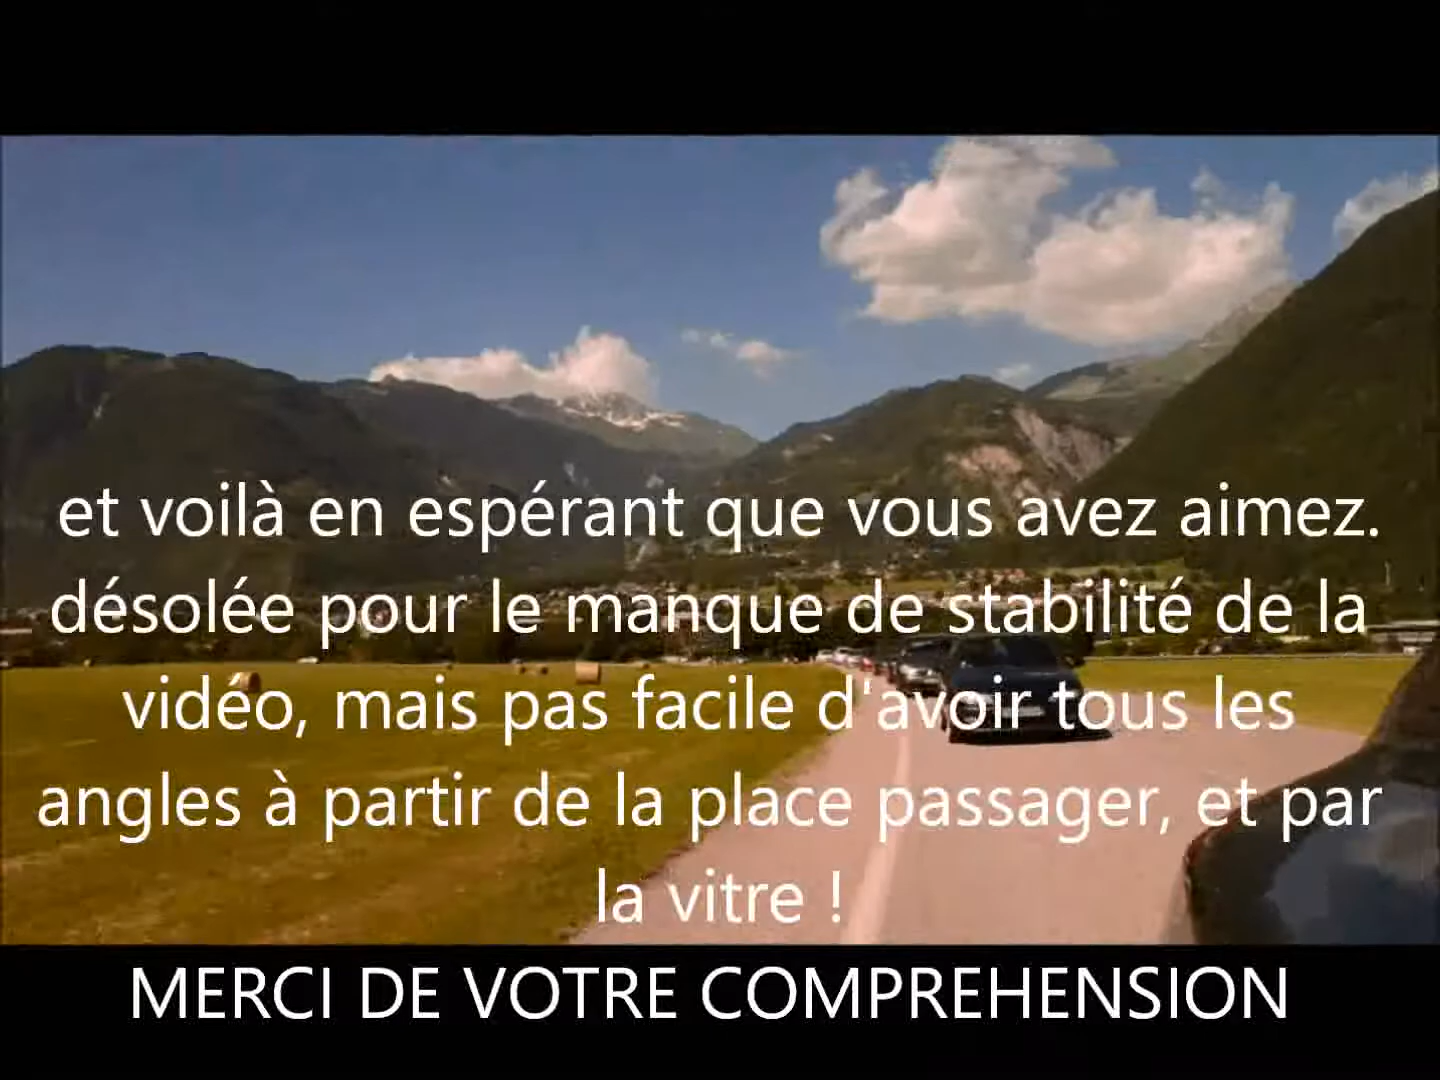 et voilà en espérant que vous avez aimez.
désolée pour le manque de stabilité de la
vidéo, mais pas facile d'avoir tous les
angles à partir de la place passager, et par
la vitre !
MERCI DE VOTRE COMPREHENSION